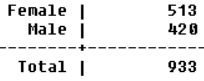 Female | 513
Male | 420
-----------+-----------
Total | 933